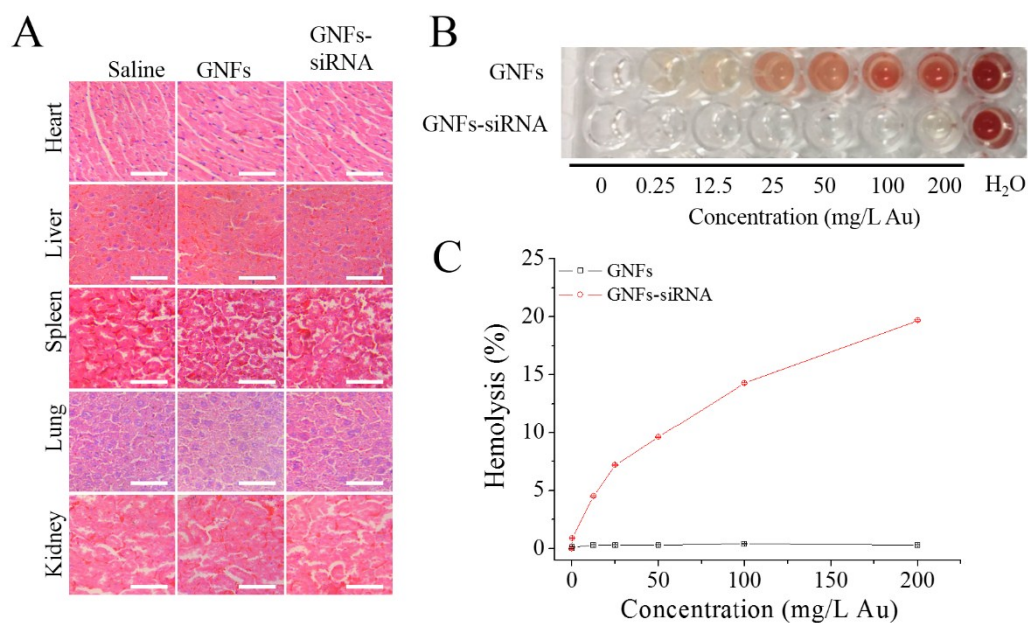 A
Saline
GNFs
GNFs-
siRNA
Heart
Liver
Spleen
Lung
Kidney
B
GNFs
GNFs-siRNA
0 0.25 12.5 25 50 100 200 H₂O
Concentration (mg/L Au)
C
GNFs
GNFs-siRNA
Hemolysis (%)
25
20
15
10
5
0
0 50 100 150 200
Concentration (mg/L Au)